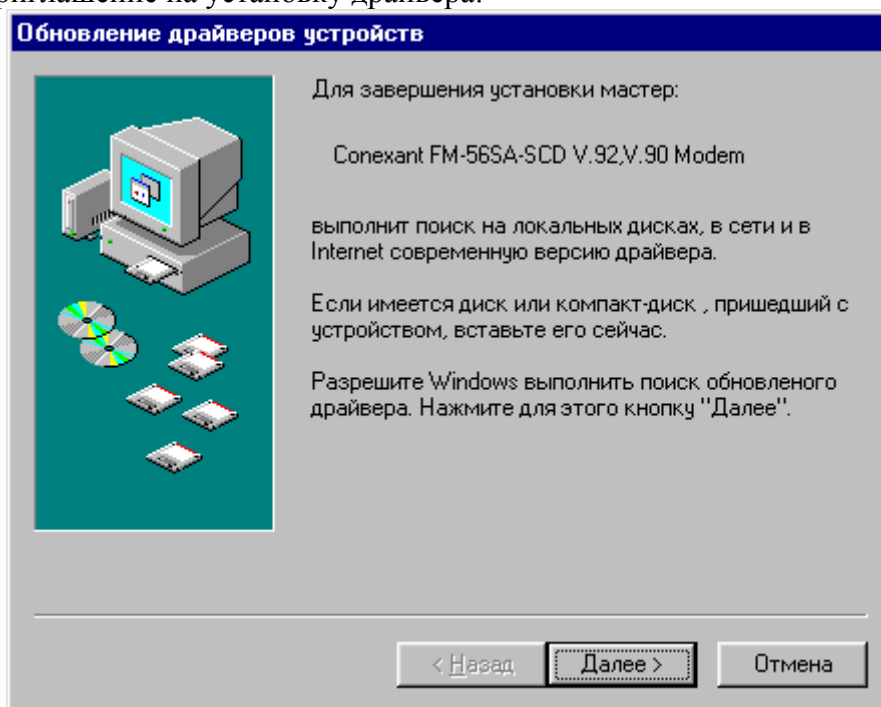 приглашение на установку драйвера.
Обновление драйверов устройств
Для завершения установки мастер:
Conexant FM-56SA-SCD V.92,V.90 Modem
выполнит поиск на локальных дисках, в сети и в
Internet современную версию драйвера.
Если имеется диск или компакт-диск , пришедший с
устройством, вставьте его сейчас.
Разрешите Windows выполнить поиск обновленого
драйвера. Нажмите для этого кнопку "Далее".
< Назад Далее > Отмена